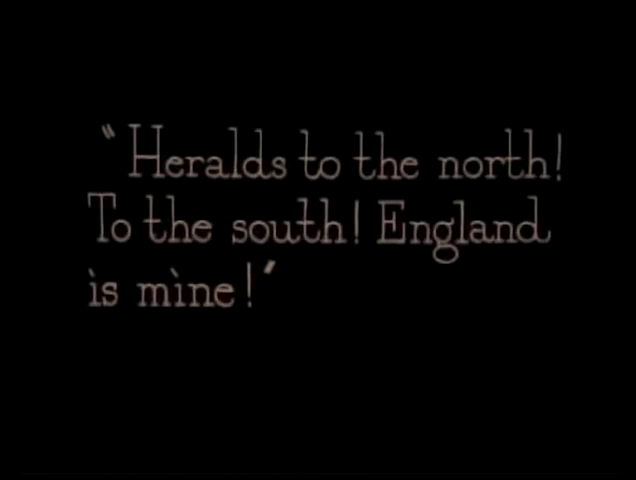 "Heralds to the north!
To the south! England
is mine!'